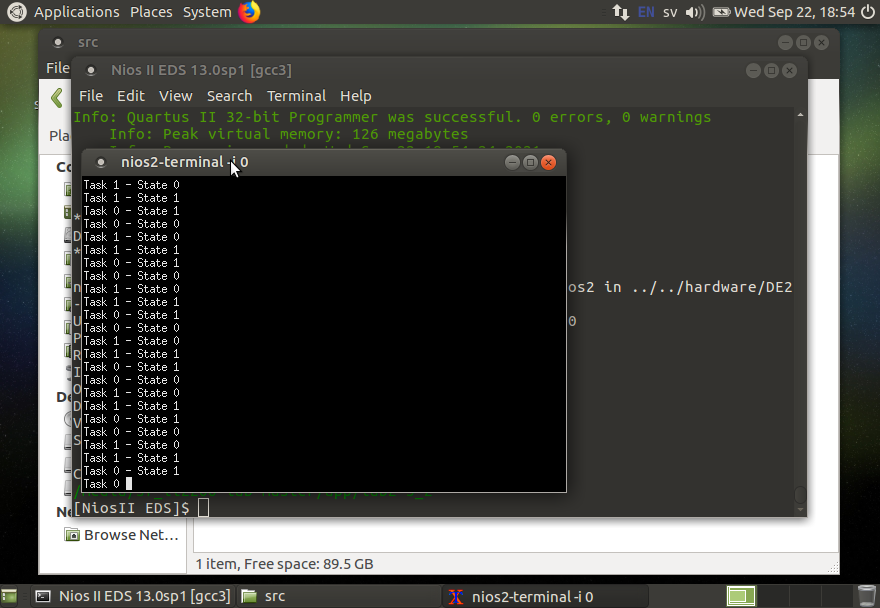 Applications Places System EN sv Wed Sep 22, 18:54
src
File
Nios II EDS 13.0sp1 [gcc3]
File Edit View Search Terminal Help
Info: Quartus II 32-bit Programmer was successful. 0 errors, 0 warnings
Info: Peak virtual memory: 126 megabytes
nios2-terminal -i 0
Task 1 - State 0
Task 1 - State 1
Task 0 - State 1
Task 0 - State 0
Task 1 - State 0
Task 1 - State 1
Task 0 - State 1
Task 0 - State 0
Task 1 - State 0
Task 1 - State 1
Task 0 - State 1
Task 0 - State 0
Task 1 - State 0
Task 1 - State 1
Task 0 - State 1
Task 0 - State 0
Task 1 - State 0
Task 1 - State 1
Task 0 - State 1
Task 0 - State 0
Task 1 - State 0
Task 1 - State 1
Task 0 - State 1
Task 0
os2 in ../../hardware/DE2
0
[NiosII EDS]$
Browse Net...
1 item, Free space: 89.5 GB
Nios II EDS 13.0sp1 [gcc3] src nios2-terminal -i 0